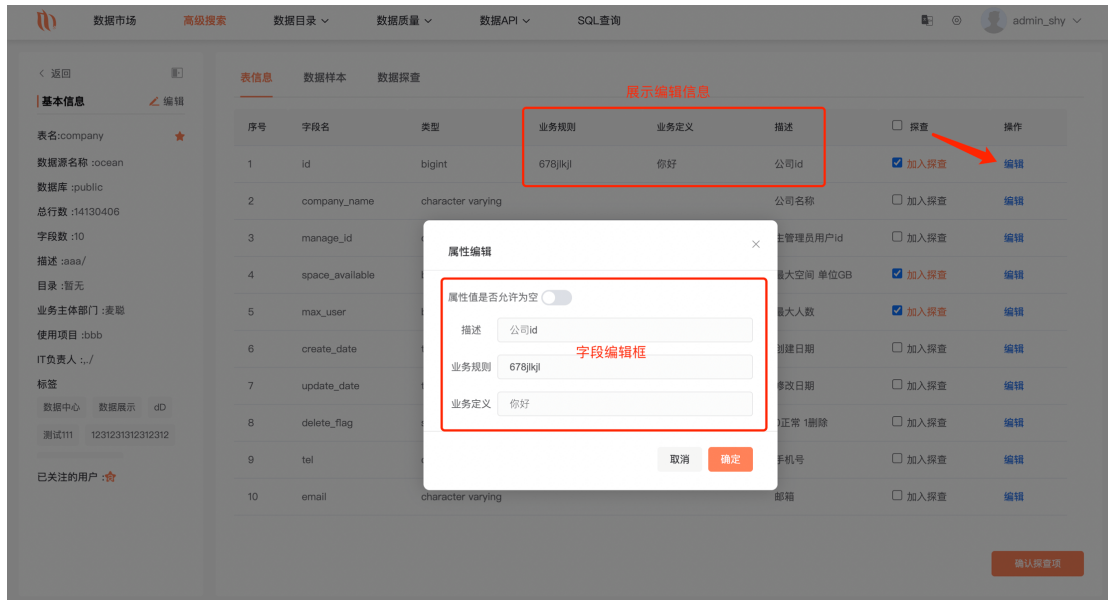 数据市场 高级搜索 数据目录 数据质量 数据API SQL查询 admin_shy
返回
基本信息 编辑
表名:company
数据源名称 :ocean
数据库 :public
总行数 :14130406
字段数 :10
描述 :aaa/
目录 :暂无
业务主体部门 :麦聪
使用项目 :bbb
IT负责人 :,./
标签
数据中心 数据展示 dD
测试111 1231231312312312
已关注的用户 :
表信息 数据样本 数据探查
展示编辑信息
序号 字段名 类型 业务规则 业务定义 描述 探查 操作
1 id bigint 678jlkjl 你好 公司id 加入探查 编辑
2 company_name character varying 公司名称 加入探查 编辑
3 manage_id 主管理员用户id 加入探查 编辑
4 space_available 最大空间 单位GB 加入探查 编辑
5 max_user 最大人数 加入探查 编辑
6 create_date 创建日期 加入探查 编辑
7 update_date 修改日期 加入探查 编辑
8 delete_flag 正常 1删除 加入探查 编辑
9 tel 手机号 加入探查 编辑
10 email character varying 邮箱 加入探查 编辑
属性编辑
属性值是否允许为空
描述 公司id
字段编辑框
业务规则 678jlkjl
业务定义 你好
取消 确定
确认探查项